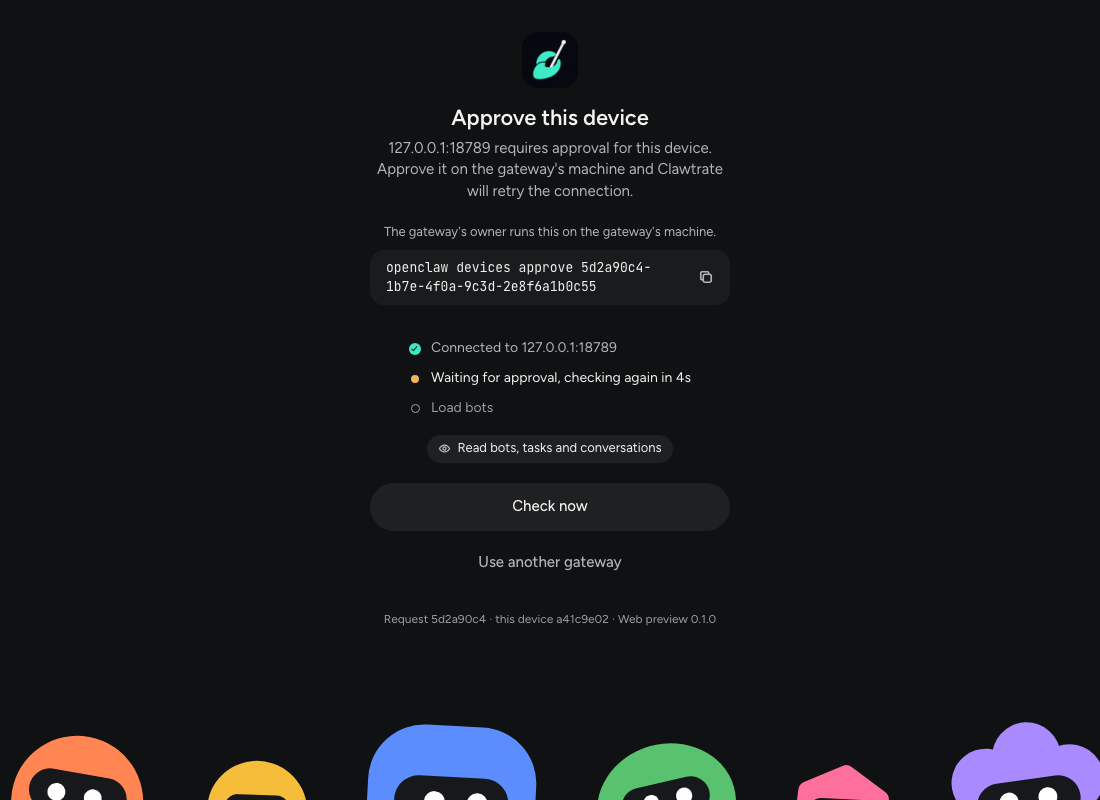 Approve this device
127.0.0.1:18789 requires approval for this device.
Approve it on the gateway's machine and Clawtrate
will retry the connection.
The gateway's owner runs this on the gateway's machine.
openclaw devices approve 5d2a90c4-
1b7e-4f0a-9c3d-2e8f6a1b0c55
Connected to 127.0.0.1:18789
Waiting for approval, checking again in 4s
Load bots
Read bots, tasks and conversations
Check now
Use another gateway
Request 5d2a90c4 · this device a41c9e02 · Web preview 0.1.0